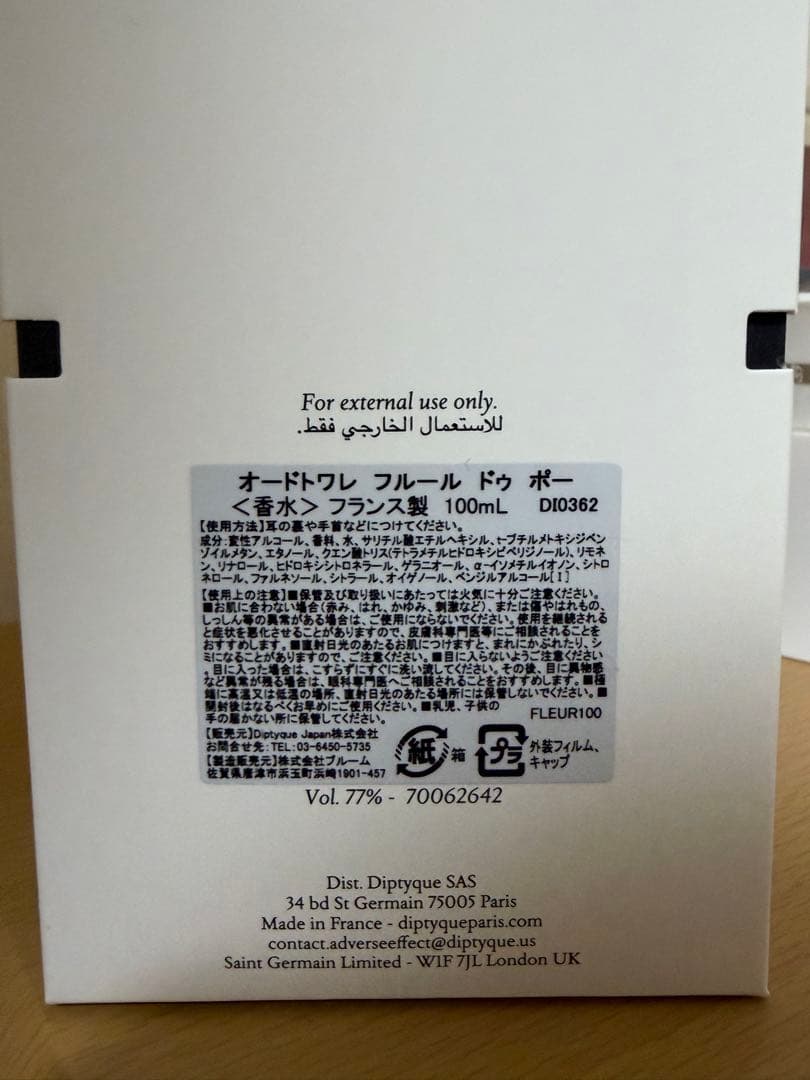 For external use only.
للاستعمال الخارجي فقط.
オードトワレ フルール ドゥ ポー
＜香水＞ フランス製 100mL DI0362
【使用方法】耳の裏や手首などにつけてください。
成分:変性アルコール、香料、水、サリチル酸エチルヘキシル、t-ブチルメトキシジベン
ゾイルメタン、エタノール、クエン酸トリス(テトラメチルヒドロキシピペリジノール)、リモネ
ン、リナロール、ヒドロキシシトロネラール、ゲラニオール、α-イソメチルイオノン、シトロ
ネロール、ファルネソール、シトラール、オイゲノール、ベンジルアルコール[1]
【使用上の注意】■保管及び取り扱いにあたっては火気に十分ご注意ください。
■お肌に合わない場合(赤み、はれ、かゆみ、刺激など)、または傷やはれもの、
しっしん等の異常がある場合は、ご使用にならないでください。使用を継続される
と症状を悪化させることがありますので、皮膚科専門医等にご相談されることを
おすすめします。■直射日光のあたるお肌につけますと、まれにかぶれたり、シ
ミになることがありますので、ご注意ください。■目に入らないようご注意ください
。目に入った場合は、こすらずにすぐに洗い流してください。その後、目に異物感
など異常が残る場合は、眼科専門医へご相談されることをおすすめします。■極
端に高温又は低温の場所、直射日光のあたる場所には保管しないでください。■
開封後はなるべくお早めにご使用ください。■乳児、子供の
手の届かない所に保管してください。
FLEUR100
【販売元】Diptyque Japan株式会社
お問合せ先:TEL:03-6450-5735
【製造販売元】株式会社ブルーム
佐賀県唐津市浜玉町浜崎1901-457
紙 箱
プラ 外装フィルム、
キャップ
Vol. 77% - 70062642
Dist. Diptyque SAS
34 bd St Germain 75005 Paris
Made in France - diptyqueparis.com
contact.adverseeffect@diptyque.us
Saint Germain Limited - W1F 7JL London UK